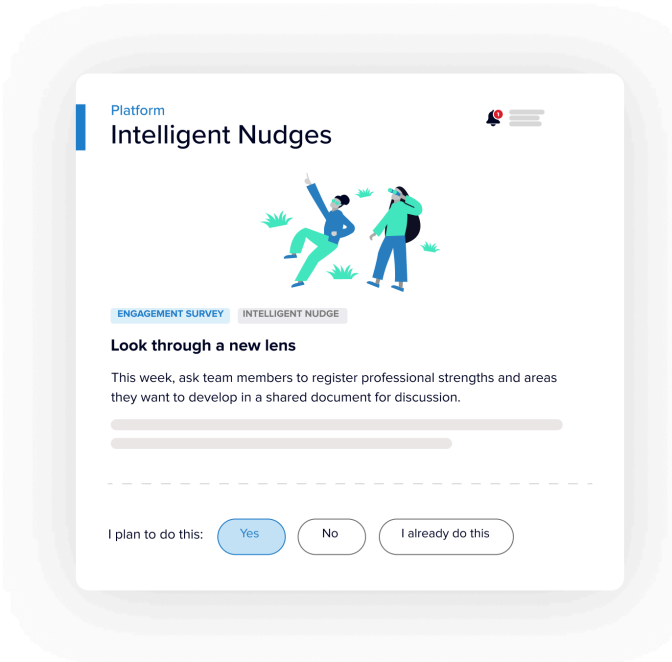 Platform
Intelligent Nudges
1
ENGAGEMENT SURVEY INTELLIGENT NUDGE
Look through a new lens
This week, ask team members to register professional strengths and areas
they want to develop in a shared document for discussion.
I plan to do this: Yes No I already do this